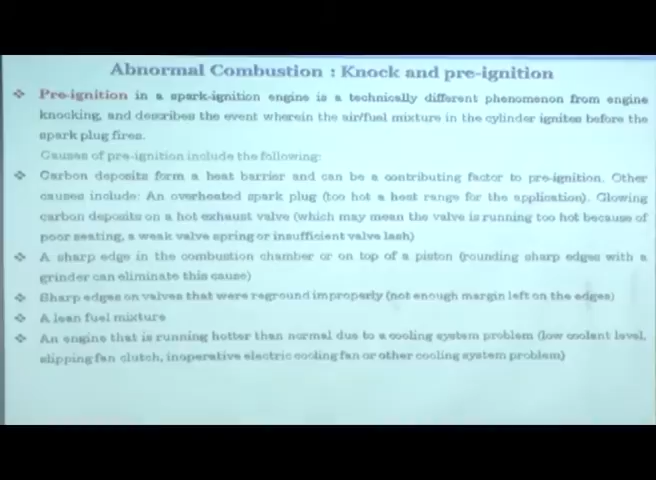 Abnormal Combustion : Knock and pre-ignition
❖ Pre-ignition in a spark-ignition engine is a technically different phenomenon from engine
knocking, and describes the event wherein the air/fuel mixture in the cylinder ignites before the
spark plug fires.
Causes of pre-ignition include the following:
❖ Carbon deposits form a heat barrier and can be a contributing factor to pre-ignition. Other
causes include: An overheated spark plug (too hot a heat range for the application). Glowing
carbon deposits on a hot exhaust valve (which may mean the valve is running too hot because of
poor seating, a weak valve spring or insufficient valve lash)
❖ A sharp edge in the combustion chamber or on top of a piston (rounding sharp edges with a
grinder can eliminate this cause)
❖ Sharp edges on valves that were reground improperly (not enough margin left on the edges)
❖ A lean fuel mixture
❖ An engine that is running hotter than normal due to a cooling system problem (low coolant level,
slipping fan clutch, inoperative electric cooling fan or other cooling system problem)